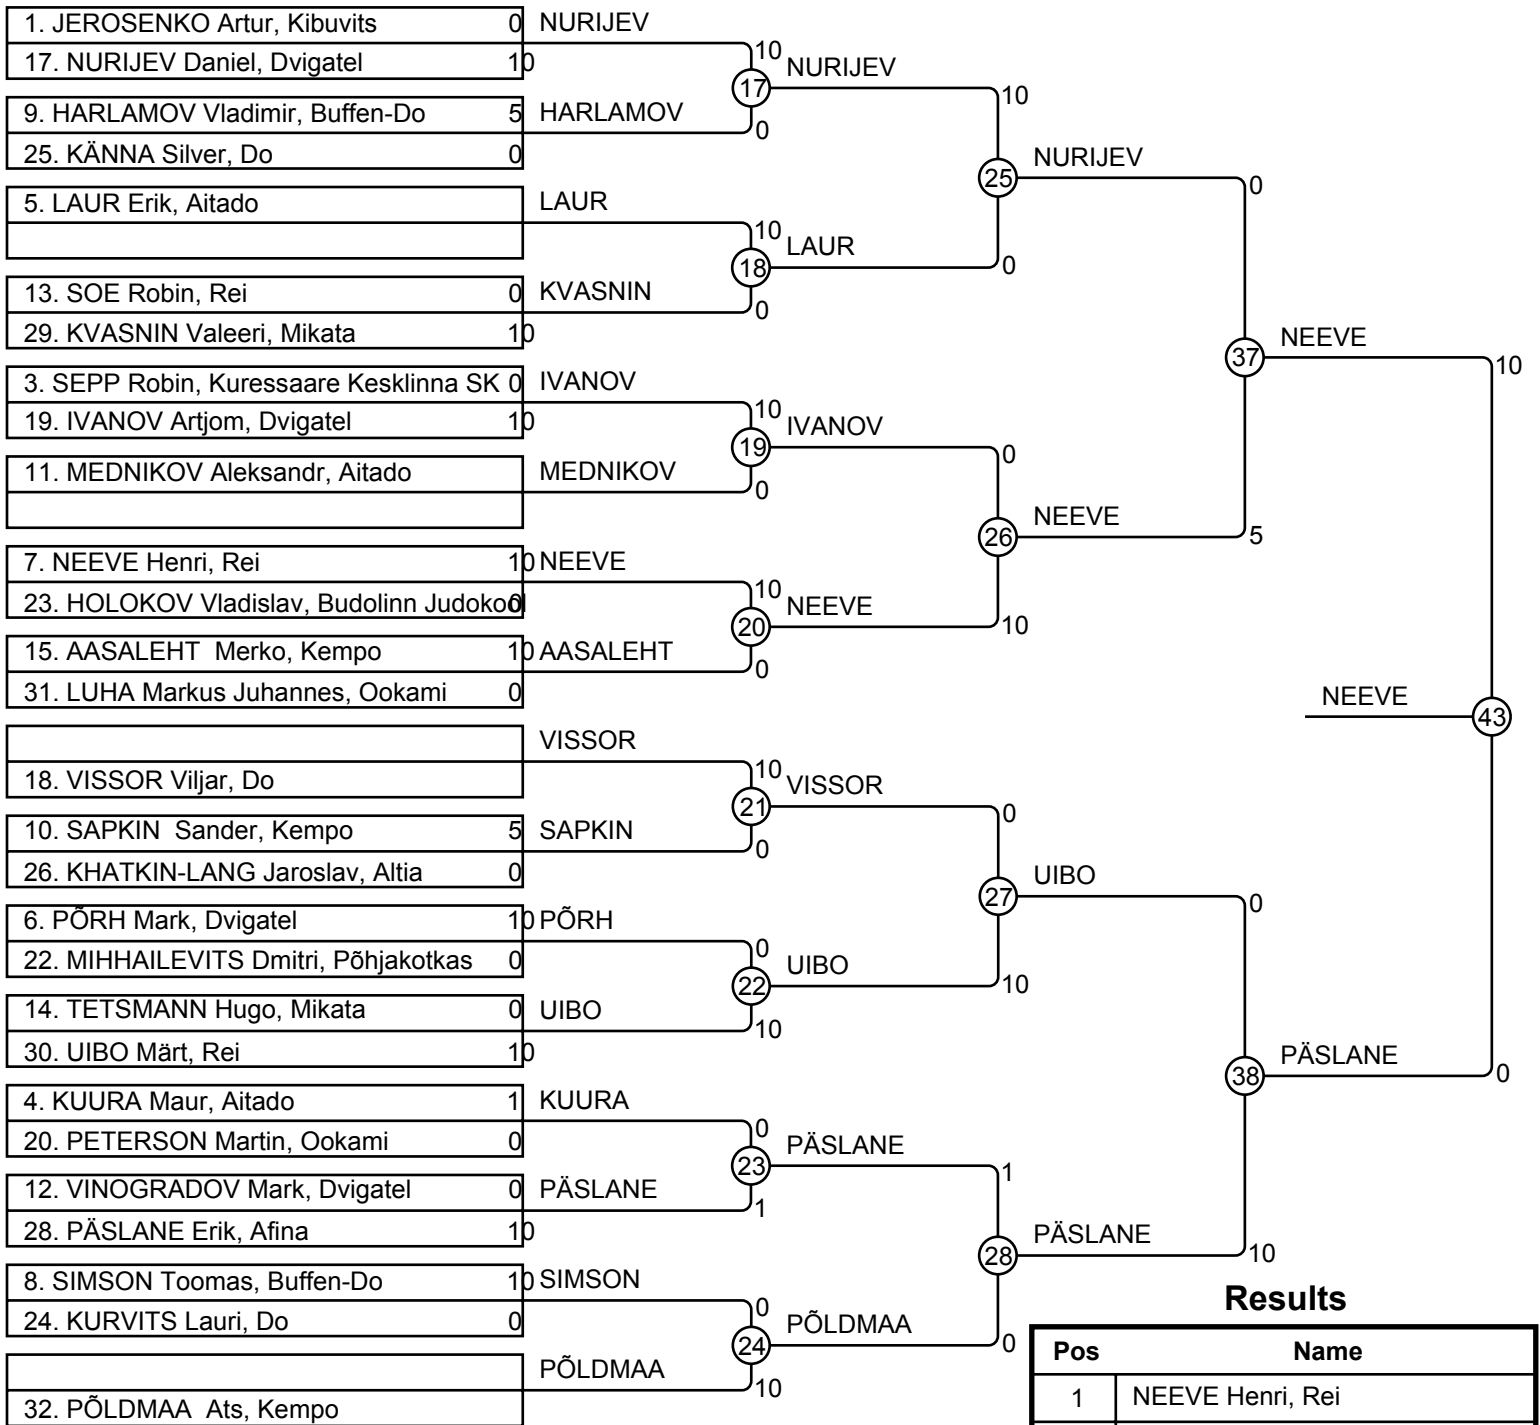 1. JEROSENKO Artur, Kibuvits 0 NURIJEV
17. NURIJEV Daniel, Dvigatel 10
10
NURIJEV
17
9. HARLAMOV Vladimir, Buffen-Do 5 HARLAMOV
0
25. KÄNNA Silver, Do 0
10
NURIJEV
25
0
5. LAUR Erik, Aitado LAUR
10
LAUR
18
0
13. SOE Robin, Rei 0 KVASNIN
0
29. KVASNIN Valeeri, Mikata 10
NEEVE
37
10
3. SEPP Robin, Kuressaare Kesklinna SK 0 IVANOV
19. IVANOV Artjom, Dvigatel 10
10
IVANOV
19
0
11. MEDNIKOV Aleksandr, Aitado MEDNIKOV
0
NEEVE
26
5
7. NEEVE Henri, Rei 10 NEEVE
23. HOLOKOV Vladislav, Budolinn Judokool 0
10
NEEVE
20
10
15. AASALEHT Merko, Kempo 10 AASALEHT
0
31. LUHA Markus Juhannes, Ookami 0
NEEVE
43
VISSOR
18. VISSOR Viljar, Do
10
VISSOR
21
0
10. SAPKIN Sander, Kempo 5 SAPKIN
0
26. KHATKIN-LANG Jaroslav, Altia 0
UIBO
27
0
6. PÕRH Mark, Dvigatel 10 PÕRH
22. MIHHAILEVITS Dmitri, Põhjakotkas 0
0
UIBO
22
10
14. TETSMANN Hugo, Mikata 0 UIBO
10
30. UIBO Märt, Rei 10
PÄSLANE
38
0
4. KUURA Maur, Aitado 1 KUURA
20. PETERSON Martin, Ookami 0
0
PÄSLANE
23
1
12. VINOGRADOV Mark, Dvigatel 0 PÄSLANE
1
28. PÄSLANE Erik, Afina 10
PÄSLANE
28
10
8. SIMSON Toomas, Buffen-Do 10 SIMSON
24. KURVITS Lauri, Do 0
0
PÕLDMAA
24
0
PÕLDMAA
10
32. PÕLDMAA Ats, Kempo
Results
Pos Name
1 NEEVE Henri, Rei